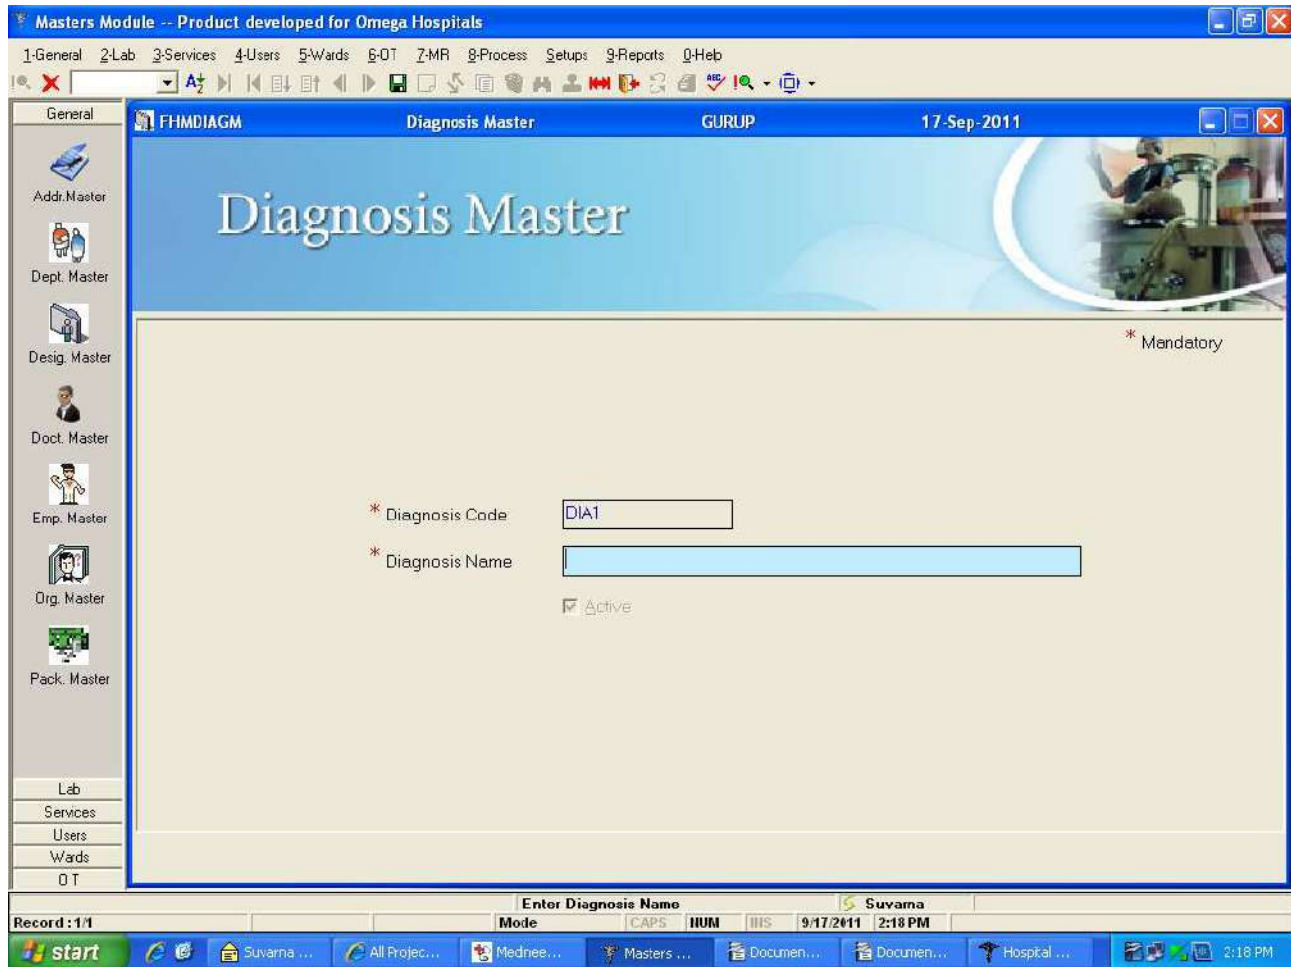 Masters Module -- Product developed for Omega Hospitals
1-General 2-Lab 3-Services 4-Users 5-Wards 6-OT 7-MR 8-Process Setups 9-Reports 0-Help
General
FHMDIAGM Diagnosis Master GURUP 17-Sep-2011
Diagnosis Master
Addr.Master
Dept. Master
Desig. Master
Doct. Master
Emp. Master
Org. Master
Pack. Master
* Mandatory
* Diagnosis Code DIA1
* Diagnosis Name
Active
Lab
Services
Users
Wards
O T
Enter Diagnosis Name Suvarna
Record : 1/1 Mode CAPS NUM INS 9/17/2011 2:18 PM
start Suvarna ... All Projec... Mednee... Masters ... Documen... Documen... Hospital ... 2:18 PM